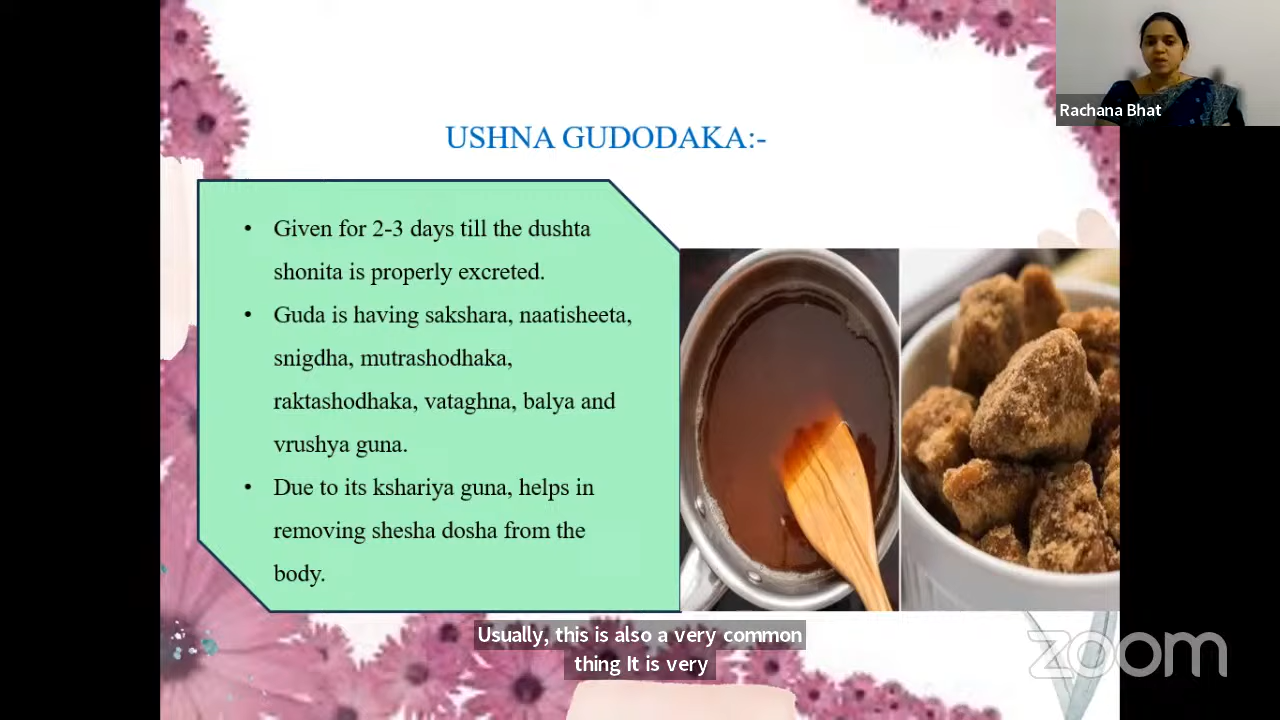 Rachana Bhat
USHNA GUDODAKA:-
• Given for 2-3 days till the dushta
shonita is properly excreted.
• Guda is having sakshara, naatisheeta,
snigdha, mutrashodhaka,
raktashodhaka, vataghna, balya and
vrushya guna.
• Due to its kshariya guna, helps in
removing shesha dosha from the
body.
Usually, this is also a very common
thing It is very
zoom